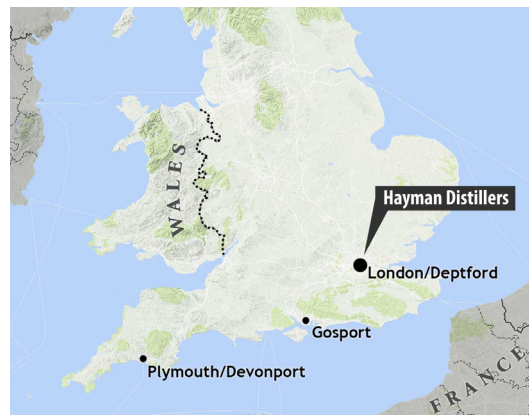 WALES
Hayman Distillers
London/Deptford
Gosport
Plymouth/Devonport
FRANCE